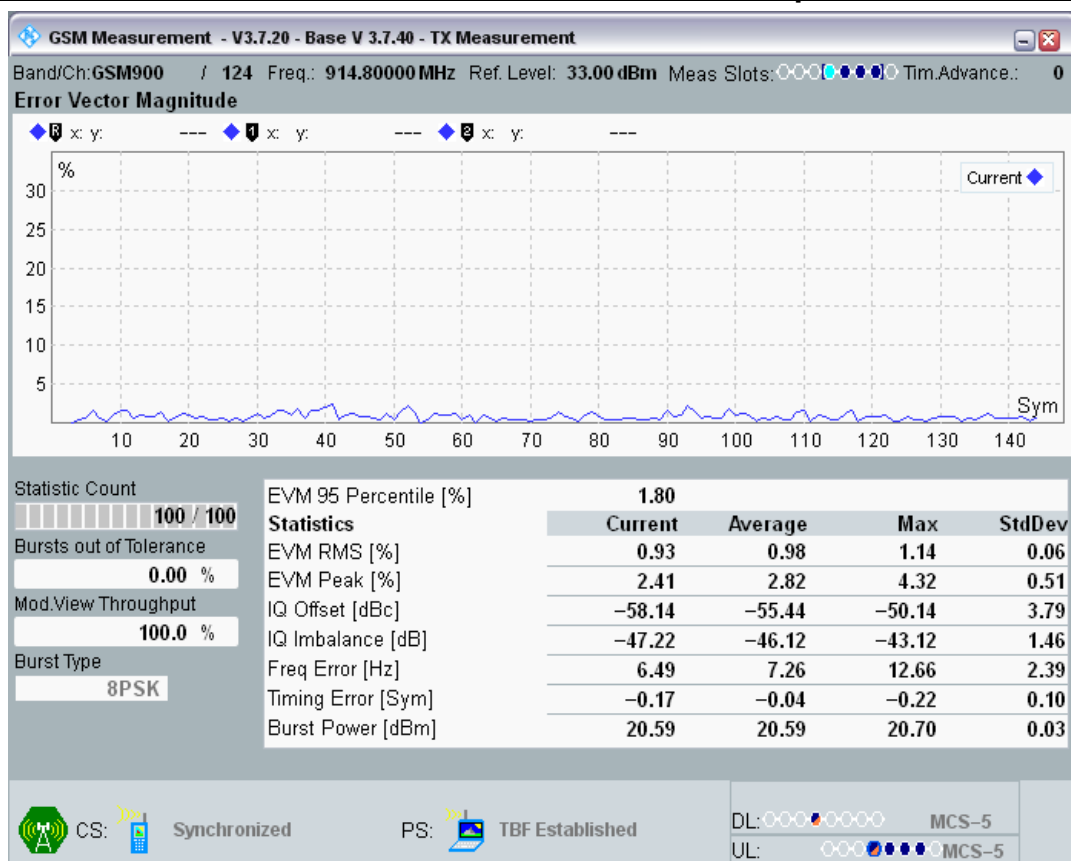 GSM Measurement - V3.7.20 - Base V 3.7.40 - TX Measurement
Band/Ch:GSM900 / 124 Freq.: 914.80000 MHz Ref. Level: 33.00 dBm Meas Slots: Tim.Advance.: 0
Error Vector Magnitude
R x: y: --- 1 x: y: --- 2 x: y: ---
%
Current
30
25
20
15
10
5
Sym
10 20 30 40 50 60 70 80 90 100 110 120 130 140
Statistic Count
100 / 100
Bursts out of Tolerance
0.00 %
Mod.View Throughput
100.0 %
Burst Type
8PSK
EVM 95 Percentile [%] 1.80
Statistics Current Average Max StdDev
EVM RMS [%] 0.93 0.98 1.14 0.06
EVM Peak [%] 2.41 2.82 4.32 0.51
IQ Offset [dBc] −58.14 −55.44 −50.14 3.79
IQ Imbalance [dB] −47.22 −46.12 −43.12 1.46
Freq Error [Hz] 6.49 7.26 12.66 2.39
Timing Error [Sym] −0.17 −0.04 −0.22 0.10
Burst Power [dBm] 20.59 20.59 20.70 0.03
CS: Synchronized PS: TBF Established
DL: MCS−5
UL: MCS−5